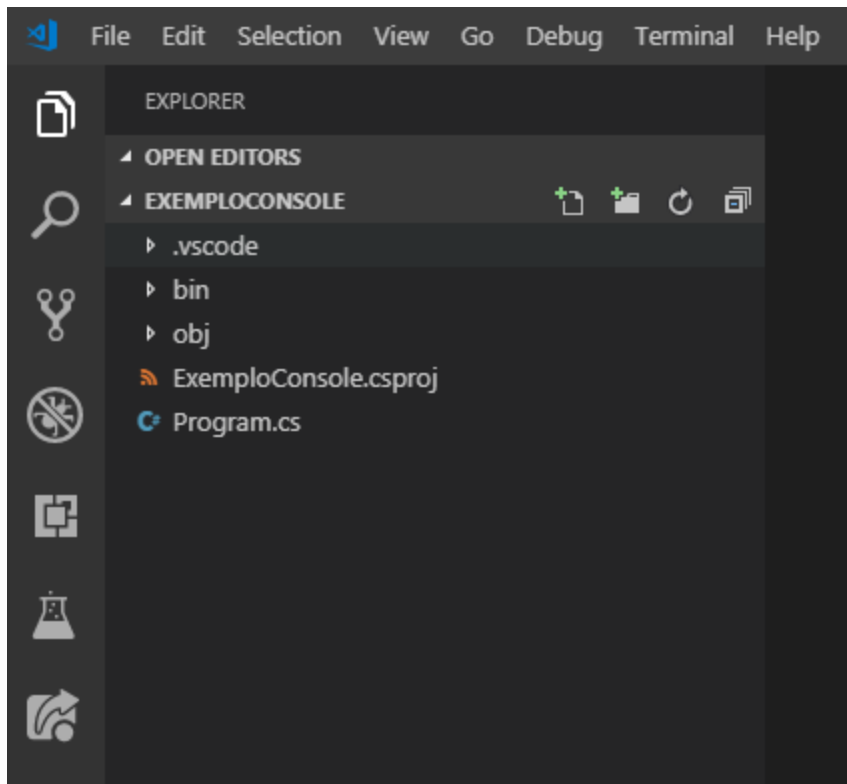 File Edit Selection View Go Debug Terminal Help
EXPLORER
OPEN EDITORS
EXEMPLOCONSOLE
.vscode
bin
obj
ExemploConsole.csproj
C# Program.cs